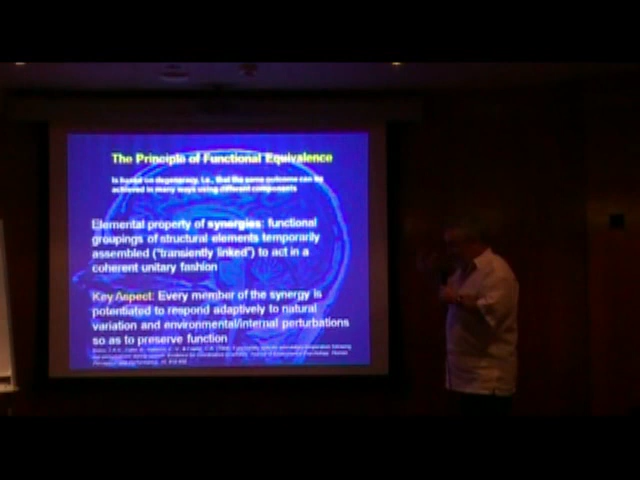 The Principle of Functional Equivalence
Is based on degeneracy, i.e., that the same outcome can be
achieved in many ways using different components
Elemental property of synergies: functional
groupings of structural elements temporarily
assembled ("transiently linked") to act in a
coherent unitary fashion
Key Aspect: Every member of the synergy is
potentiated to respond adaptively to natural
variation and environmental/internal perturbations
so as to preserve function